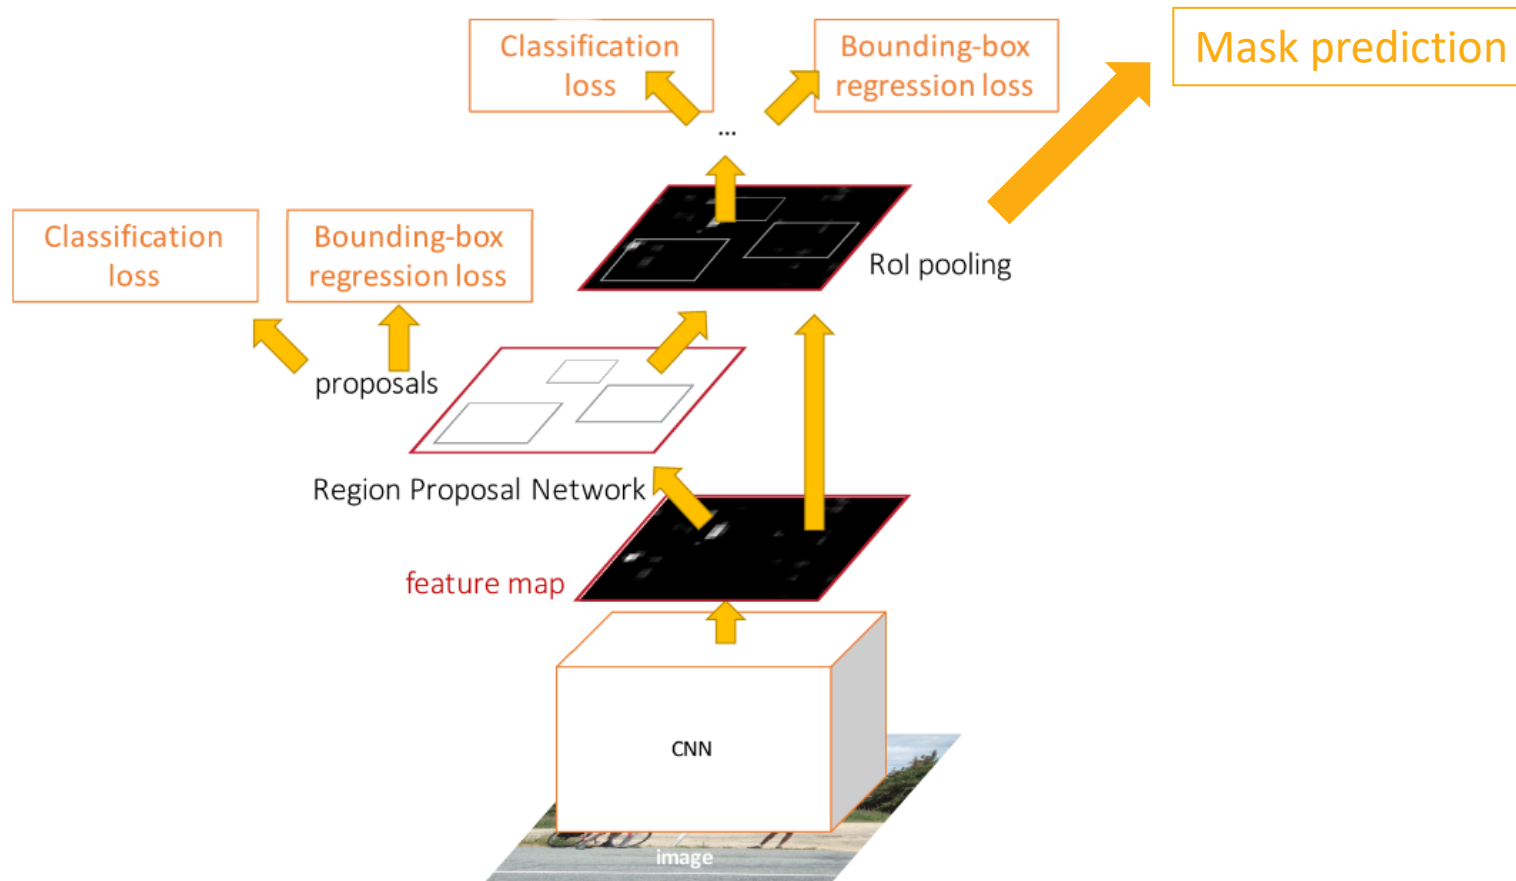 Classification
loss
Bounding-box
regression loss
Mask prediction
...
Classification
loss
Bounding-box
regression loss
RoI pooling
proposals
Region Proposal Network
feature map
CNN
image